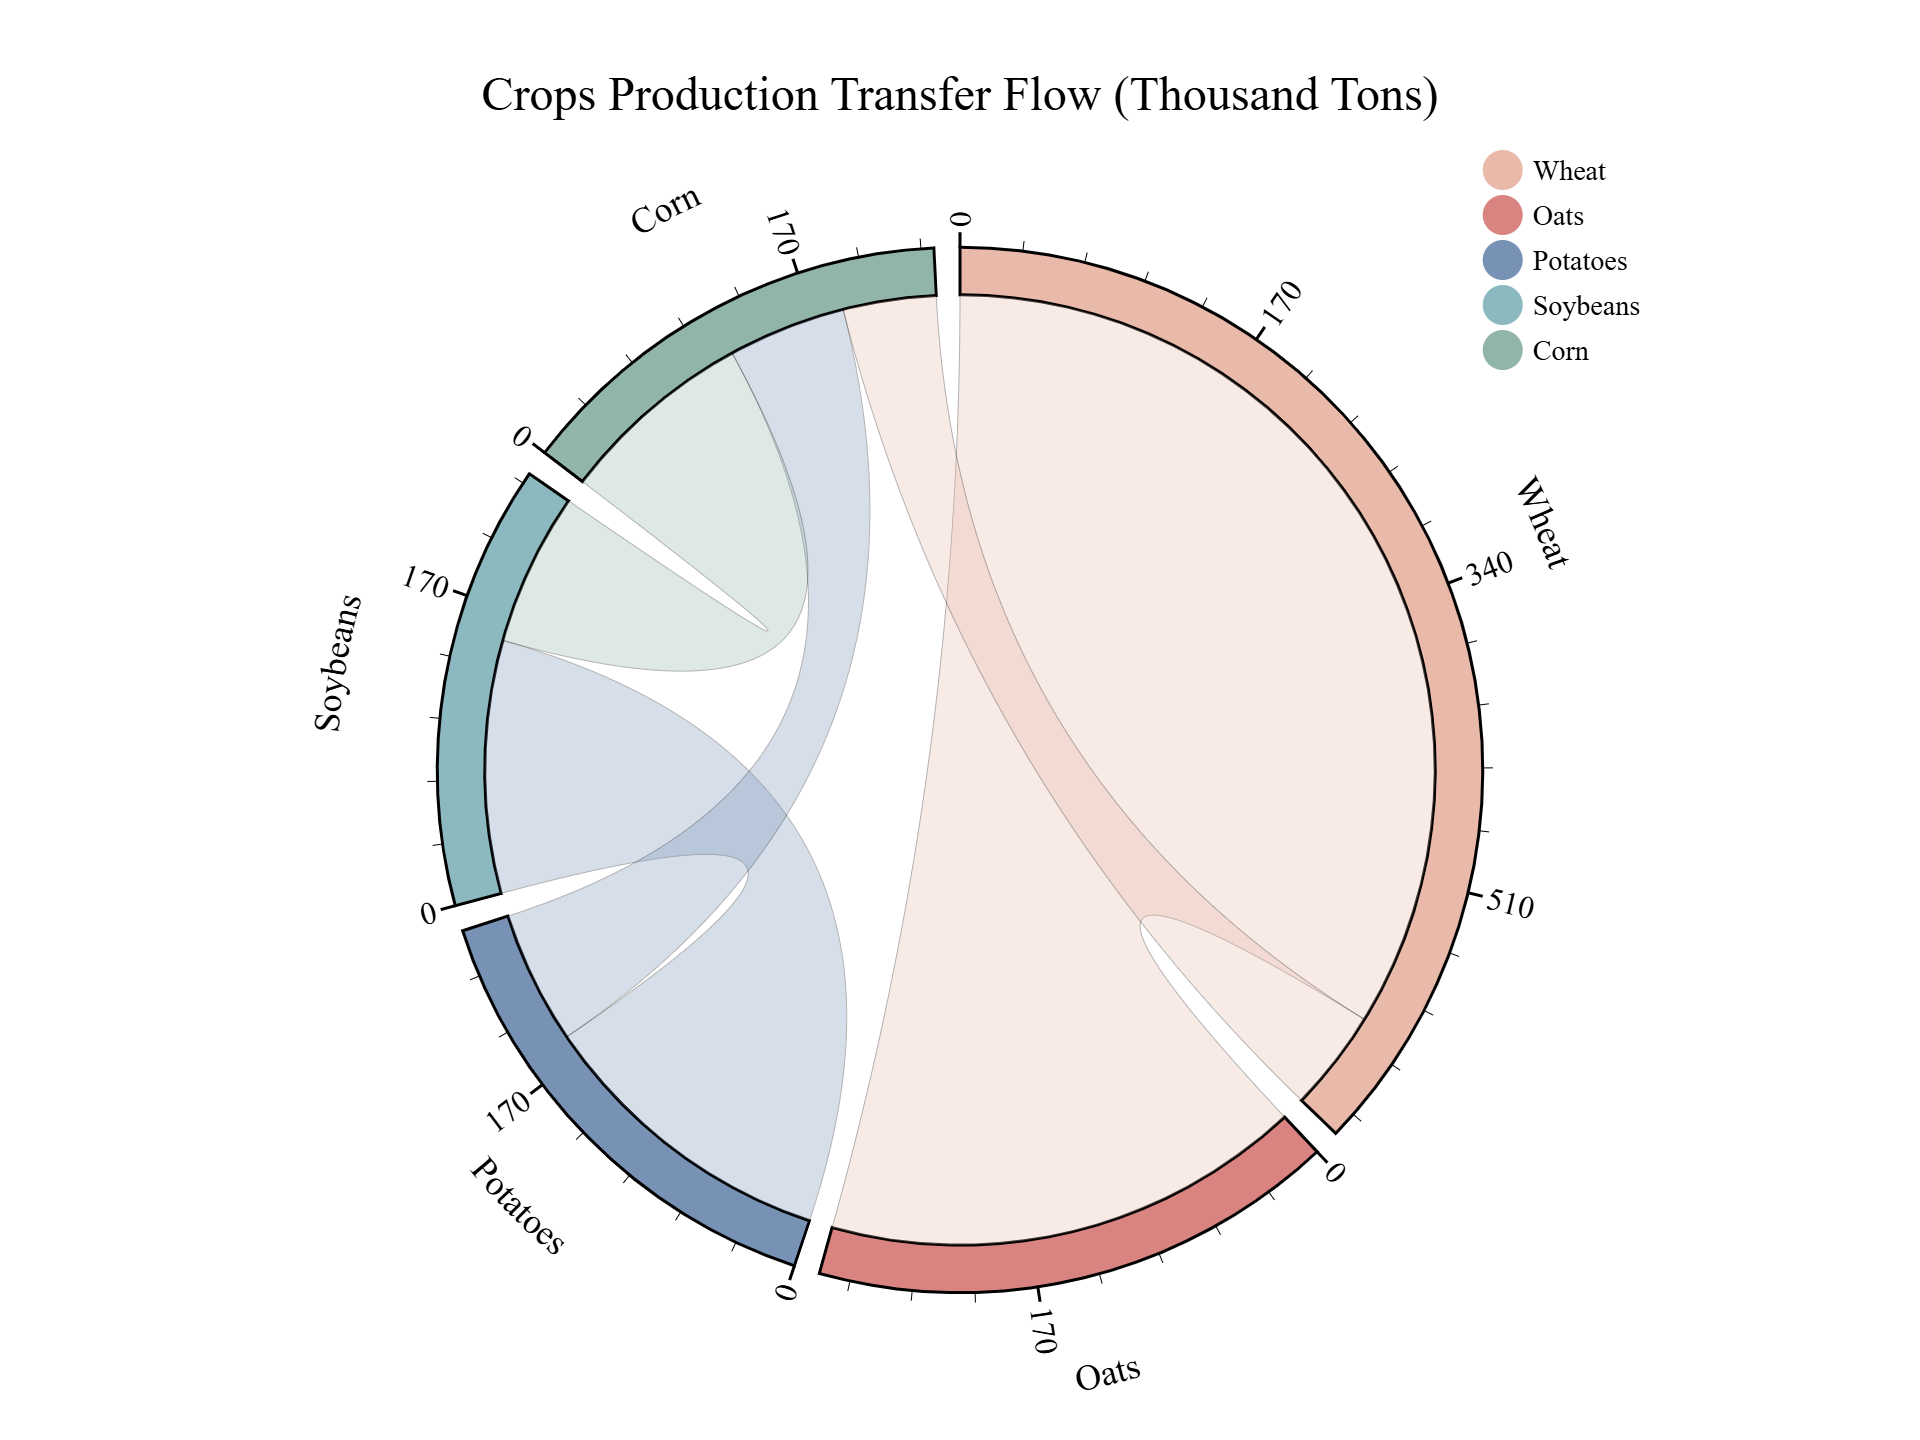 Crops Production Transfer Flow (Thousand Tons)
Wheat
Oats
Potatoes
Soybeans
Corn
0
170
340
510
Wheat
0
170
Oats
0
170
Potatoes
0
170
Soybeans
0
170
Corn